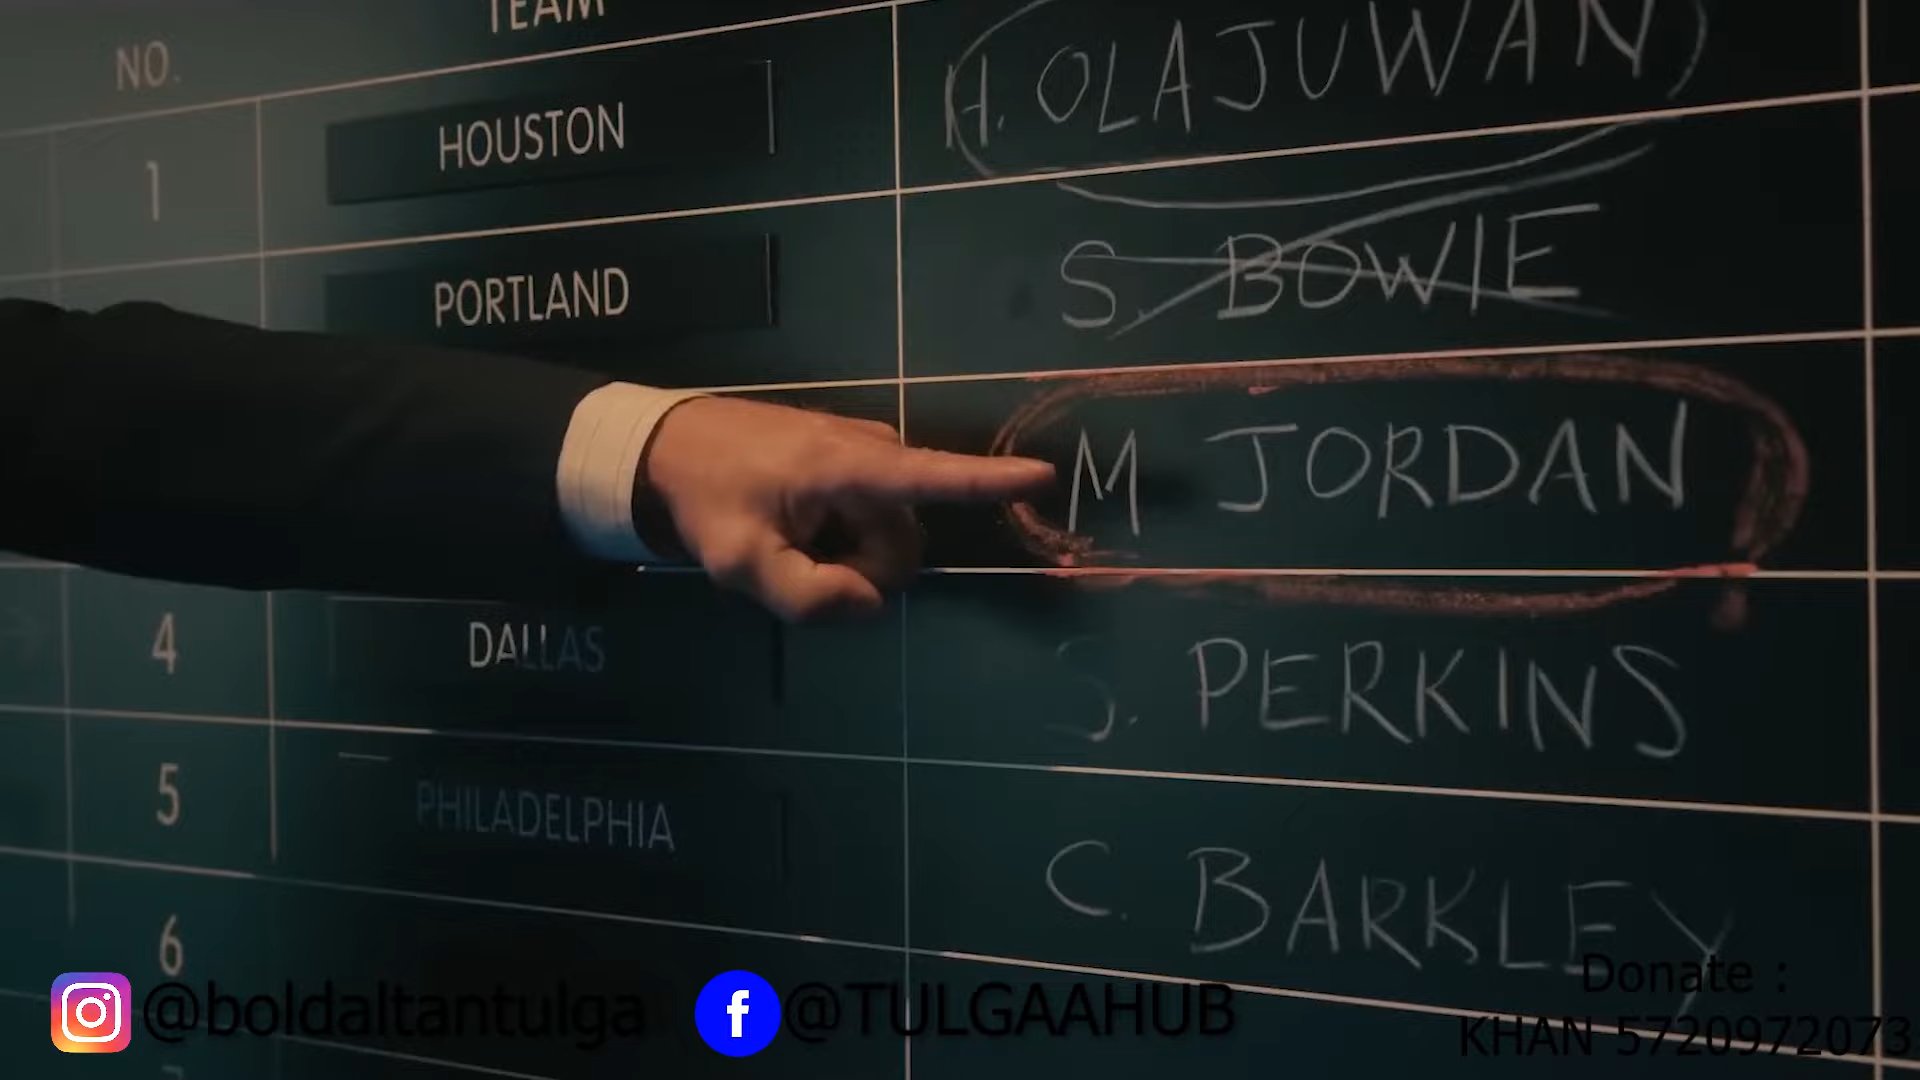 NO. TEAM
1 HOUSTON H. OLAJUWAN
PORTLAND S. BOWIE
M JORDAN
4 DALLAS S. PERKINS
5 PHILADELPHIA C. BARKLEY
6
@boldaltantulga @TULGAAHUB
Donate :
KHAN 5720972073